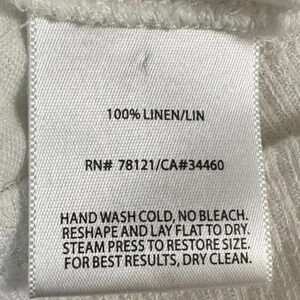 100% LINEN/LIN
RN# 78121/CA#34460
HAND WASH COLD, NO BLEACH.
RESHAPE AND LAY FLAT TO DRY.
STEAM PRESS TO RESTORE SIZE.
FOR BEST RESULTS, DRY CLEAN.